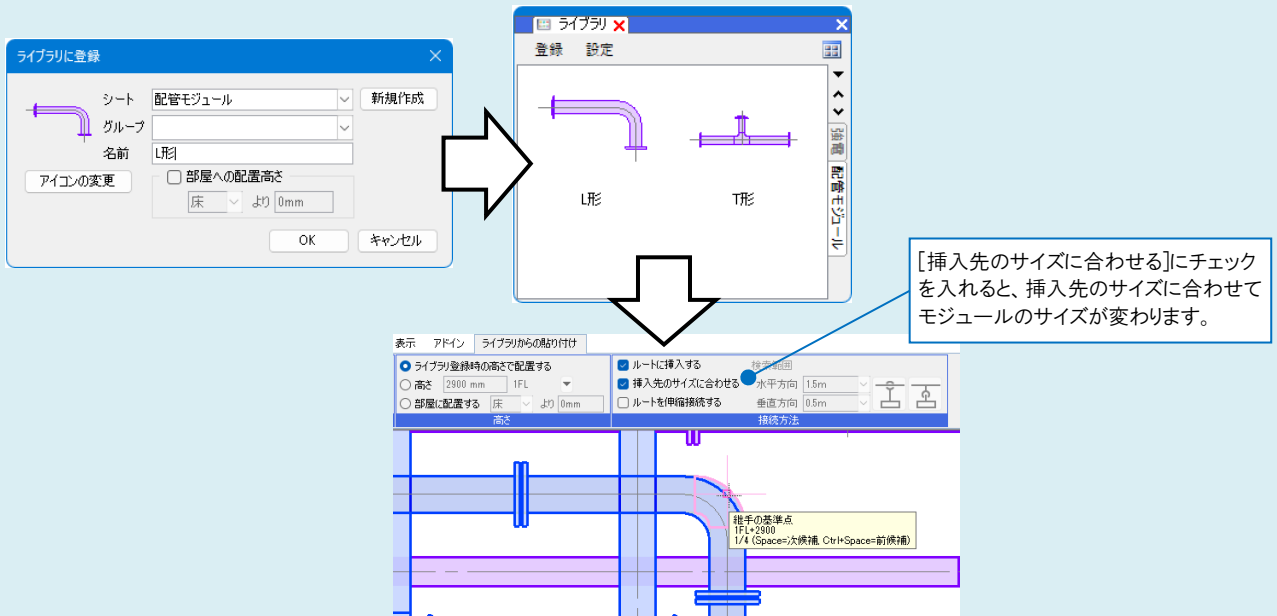 ライブラリに登録
シート 配管モジュール 新規作成
グループ
名前 L形
アイコンの変更
部屋への配置高さ
床 より 0mm
OK キャンセル
ライブラリ
登録 設定
L形 T形
強電
配管モジュール
[挿入先のサイズに合わせる]にチェック
を入れると、挿入先のサイズに合わせて
モジュールのサイズが変わります。
表示 アドイン ライブラリからの貼り付け
ライブラリ登録時の高さで配置する
高さ 2900 mm 1FL
部屋に配置する 床 より 0mm
高さ
ルートに挿入する 検索範囲
挿入先のサイズに合わせる 水平方向 1.5m
ルートを伸縮接続する 垂直方向 0.5m
接続方法
継手の基準点
1FL+2900
1/4 (Space=次候補, Ctrl+Space=前候補)